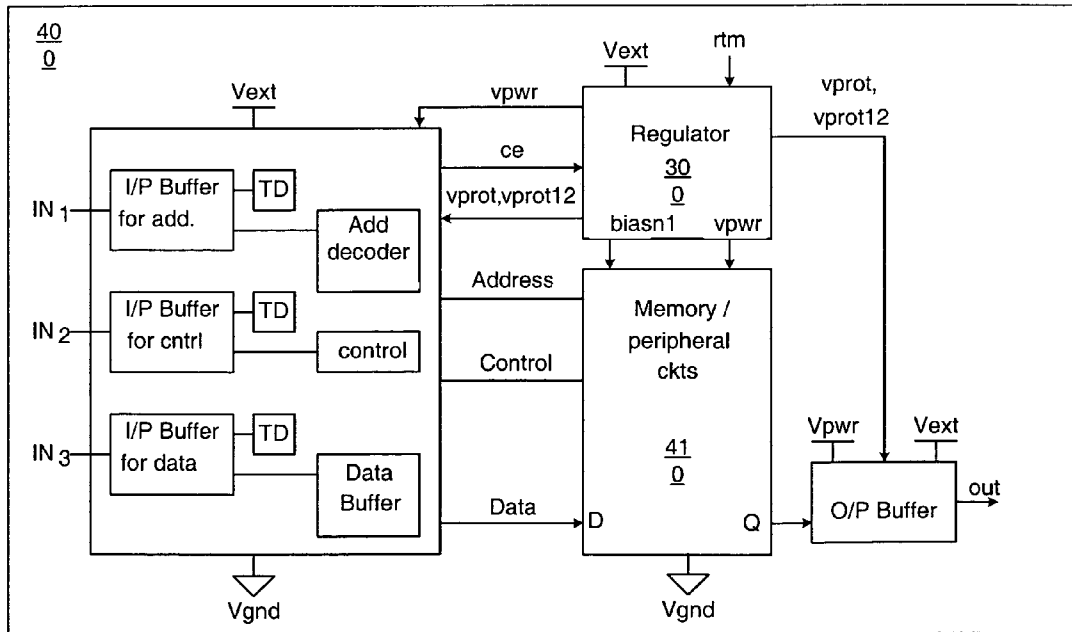 40
0
Vext
vpwr
ce
vprot,vprot12
Vext
rtm
vprot,
vprot12
Regulator
30
0
biasn1 vpwr
IN 1
I/P Buffer
for add.
TD
Add
decoder
IN 2
I/P Buffer
for cntrl
TD
control
IN 3
I/P Buffer
for data
TD
Data
Buffer
Address
Control
Data
Memory /
peripheral
ckts
41
0
D
Q
Vpwr
Vext
O/P Buffer
out
Vgnd
Vgnd